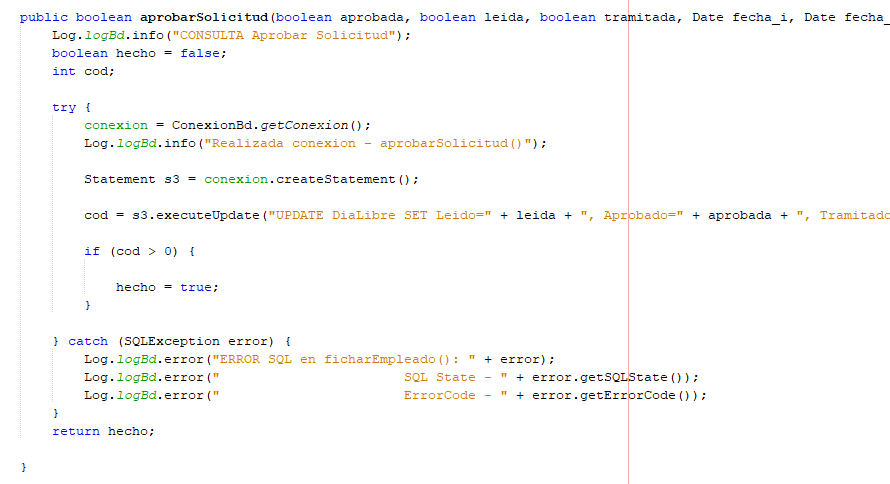 public boolean aprobarSolicitud(boolean aprobada, boolean leida, boolean tramitada, Date fecha_i, Date fecha_
Log.logBd.info("CONSULTA Aprobar Solicitud");
boolean hecho = false;
int cod;
try {
conexion = ConexionBd.getConexion();
Log.logBd.info("Realizada conexion - aprobarSolicitud()");
Statement s3 = conexion.createStatement();
cod = s3.executeUpdate("UPDATE DiaLibre SET Leido=" + leida + ", Aprobado=" + aprobada + ", Tramitado
if (cod > 0) {
hecho = true;
}
} catch (SQLException error) {
Log.logBd.error("ERROR SQL en ficharEmpleado(): " + error);
Log.logBd.error("                       SQL State - " + error.getSQLState());
Log.logBd.error("                       ErrorCode - " + error.getErrorCode());
}
return hecho;
}